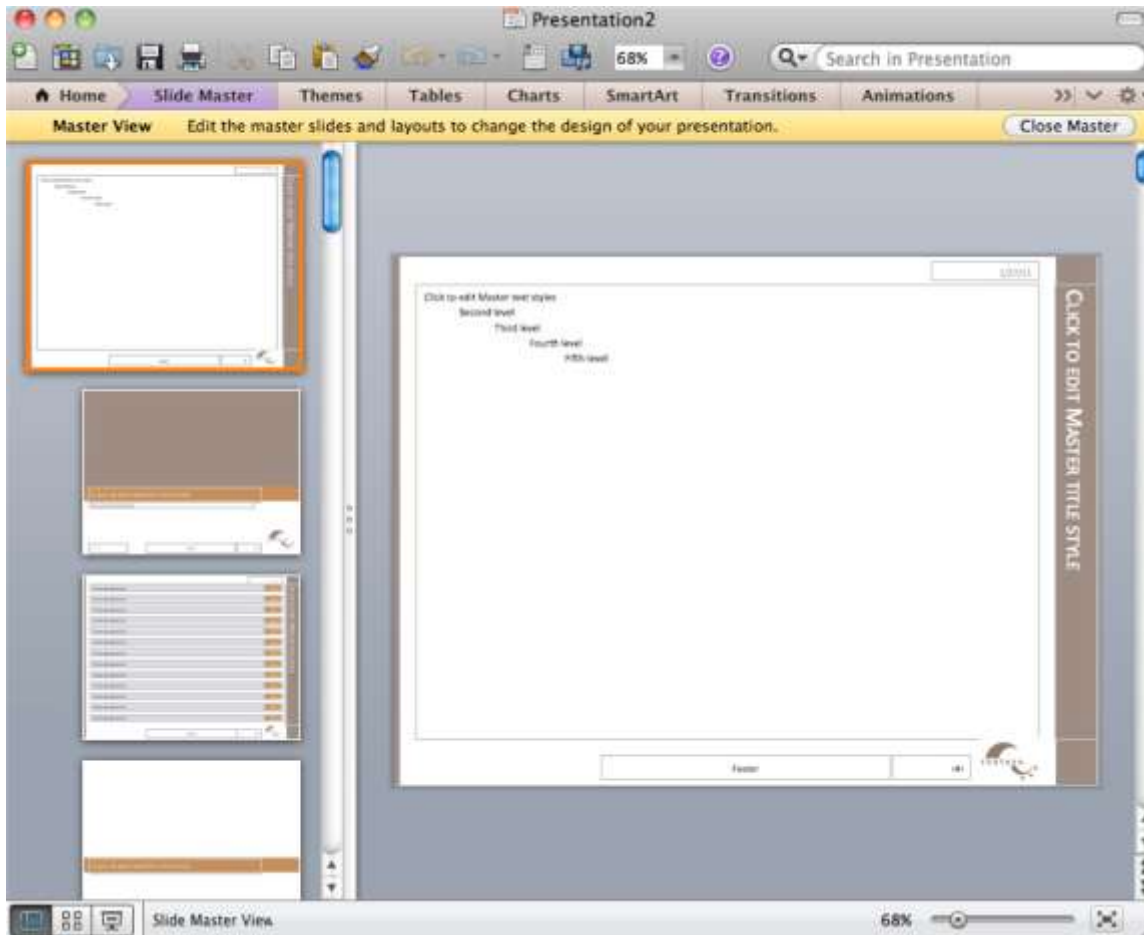 Presentation2
68%
Search in Presentation
Home Slide Master Themes Tables Charts SmartArt Transitions Animations
Master View Edit the master slides and layouts to change the design of your presentation. Close Master
Click to edit Master text styles
Second level
Third level
Fourth level
Fifth level
CLICK TO EDIT MASTER TITLE STYLE
Footer
Slide Master View 68%